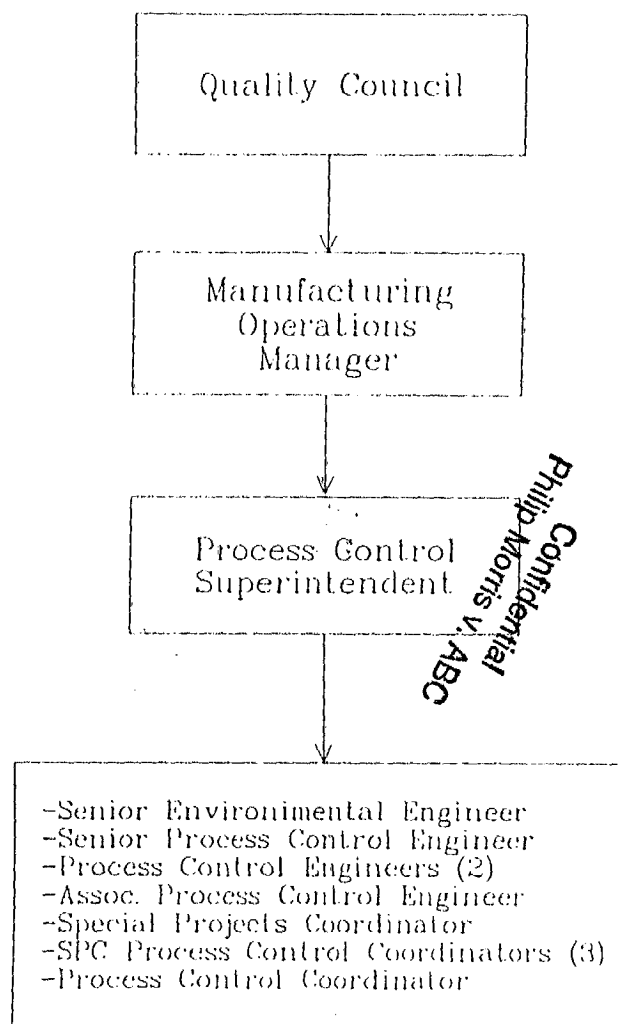 Quality Council
Manufacturing
Operations
Manager
Process Control
Superintendent
Confidential
Philip Morris v. ABC
-Senior Environimental Engineer
-Senior Process Control Engineer
-Process Control Engineers (2)
-Assoc. Process Control Engineer
-Special Projects Coordinator
-SPC Process Control Coordinators (3)
-Process Control Coordinator